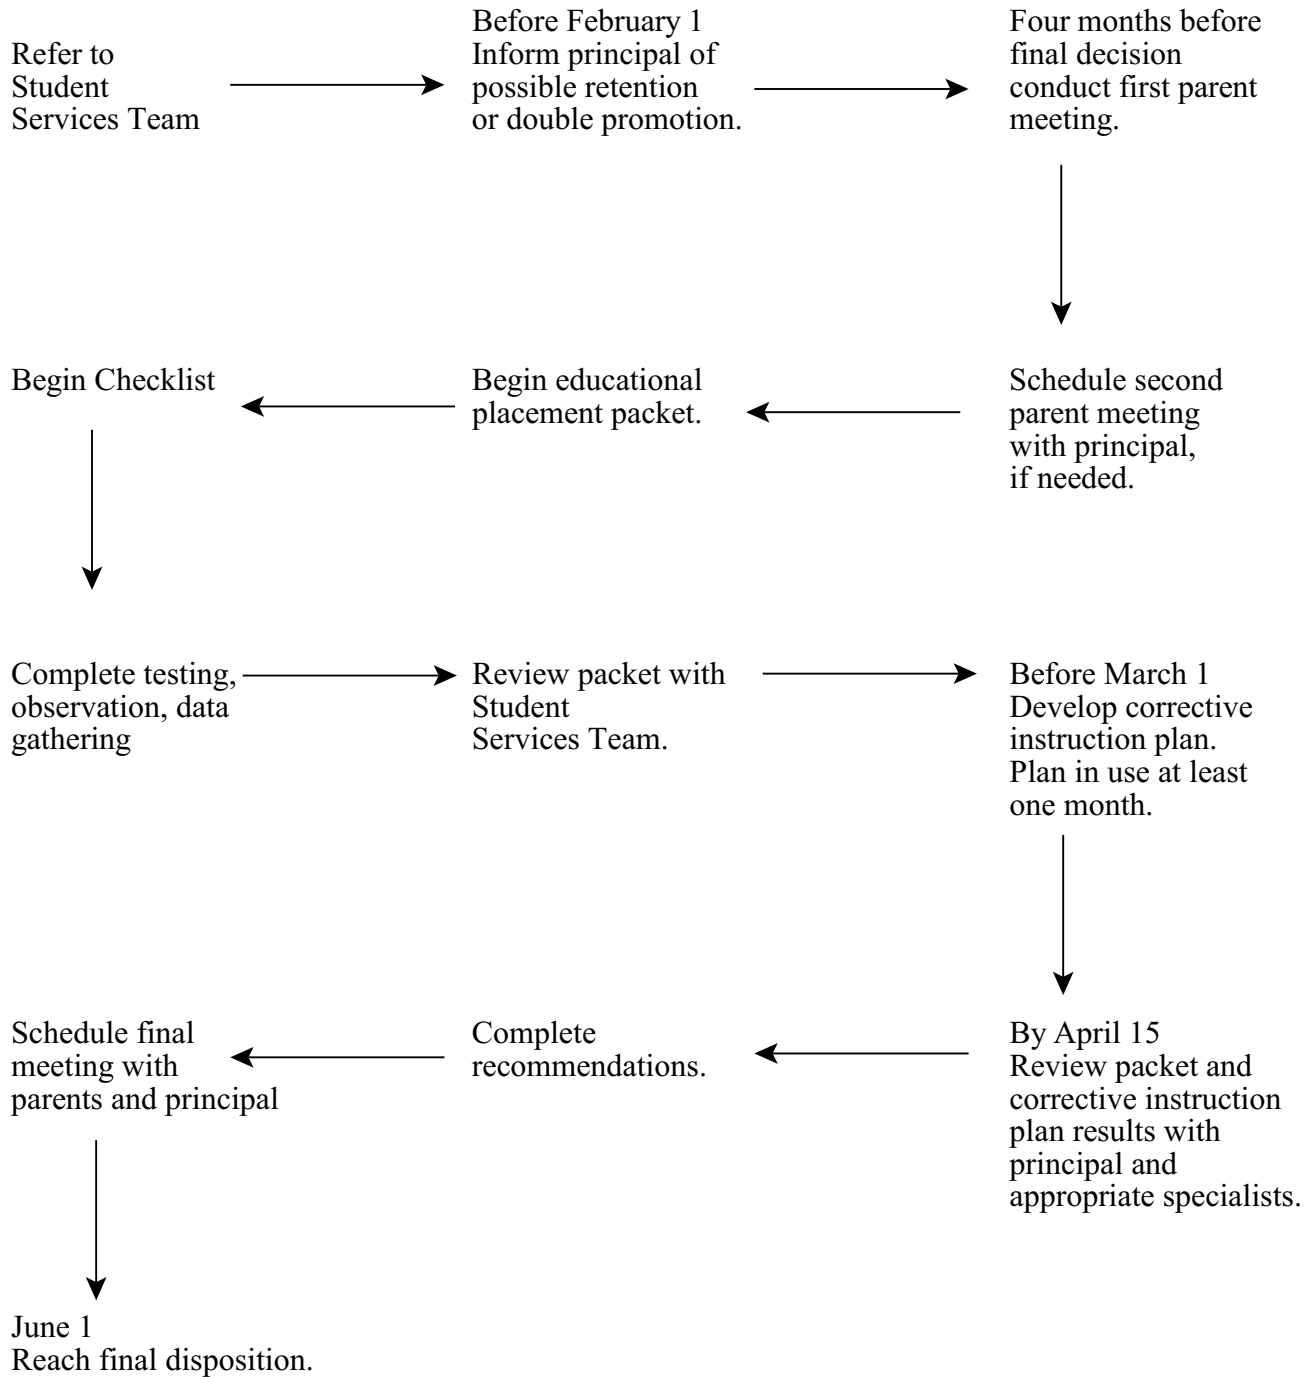 Refer to
Student
Services Team
Before February 1
Inform principal of
possible retention
or double promotion.
Four months before
final decision
conduct first parent
meeting.
Schedule second
parent meeting
with principal,
if needed.
Begin educational
placement packet.
Begin Checklist
Complete testing,
observation, data
gathering
Review packet with
Student
Services Team.
Before March 1
Develop corrective
instruction plan.
Plan in use at least
one month.
By April 15
Review packet and
corrective instruction
plan results with
principal and
appropriate specialists.
Complete
recommendations.
Schedule final
meeting with
parents and principal
June 1
Reach final disposition.